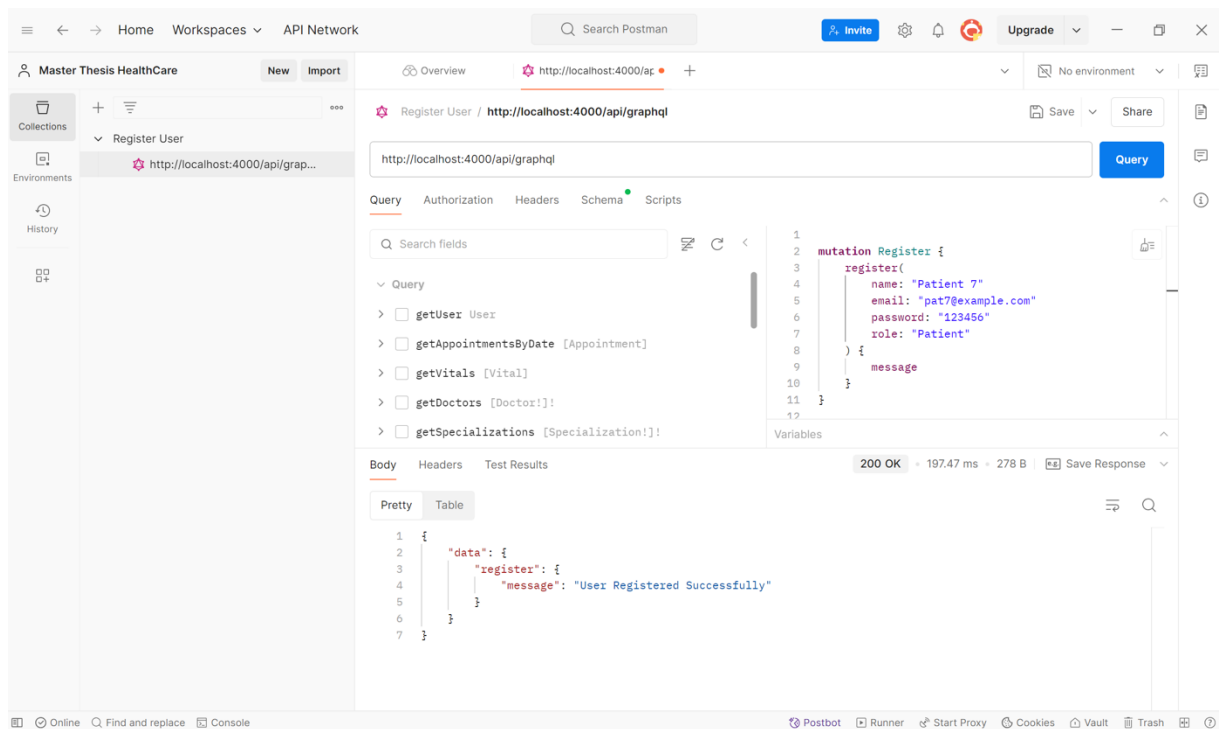 Home Workspaces API Network Search Postman Invite Upgrade
Master Thesis HealthCare New Import Overview http://localhost:4000/ap No environment
Collections
Environments
History
Register User
http://localhost:4000/api/grap...
Register User / http://localhost:4000/api/graphql Save Share
http://localhost:4000/api/graphql Query
Query Authorization Headers Schema Scripts
Search fields
Query
getUser User
getAppointmentsByDate [Appointment]
getVitals [Vital]
getDoctors [Doctor!]!
getSpecializations [Specialization!]!
1
2 mutation Register {
3 register(
4 name: "Patient 7"
5 email: "pat7@example.com"
6 password: "123456"
7 role: "Patient"
8 ) {
9 message
10 }
11 }
12
Variables
Body Headers Test Results 200 OK 197.47 ms 278 B e.g. Save Response
Pretty Table
1 {
2 "data": {
3 "register": {
4 "message": "User Registered Successfully"
5 }
6 }
7 }
Online Find and replace Console Postbot Runner Start Proxy Cookies Vault Trash